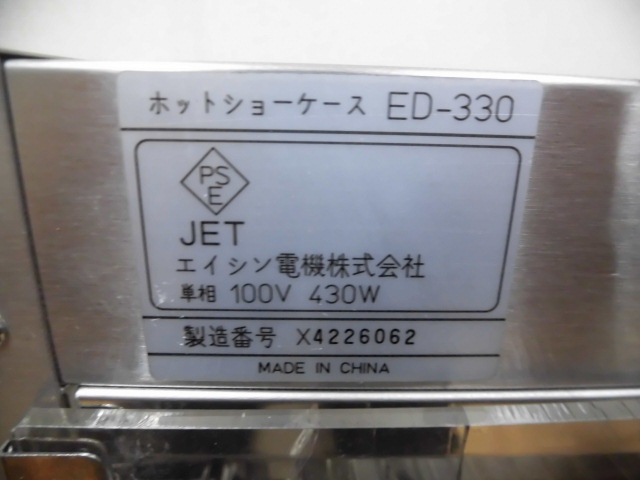 ホットショーケース ED-330
PS
E
JET
エイシン電機株式会社
単相 100V 430W
製造番号 X4226062
MADE IN CHINA